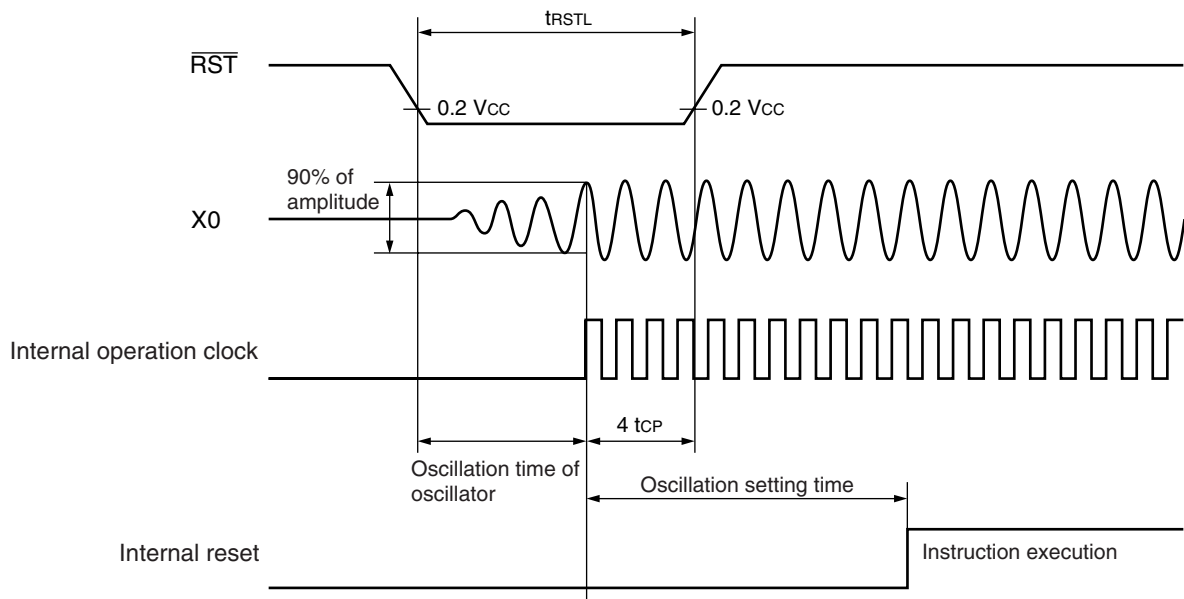 tRSTL
RST
0.2 VCC
0.2 VCC
90% of
amplitude
X0
Internal operation clock
4 tCP
Oscillation time of
oscillator
Oscillation setting time
Internal reset
Instruction execution